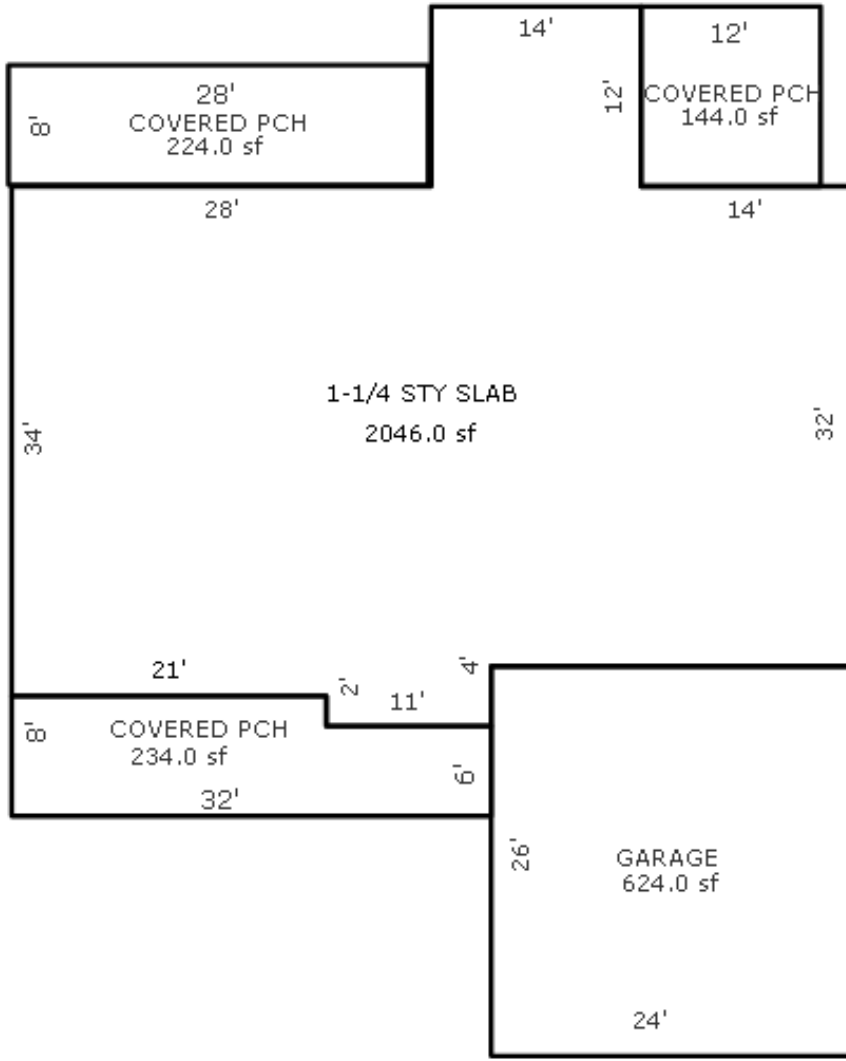 14'
12'
28'
8'
COVERED PCH
224.0 sf
12'
COVERED PCH
144.0 sf
28'
14'
1-1/4 STY SLAB
2046.0 sf
34'
32'
21'
2'
4'
11'
8'
COVERED PCH
234.0 sf
6'
32'
26'
GARAGE
624.0 sf
24'